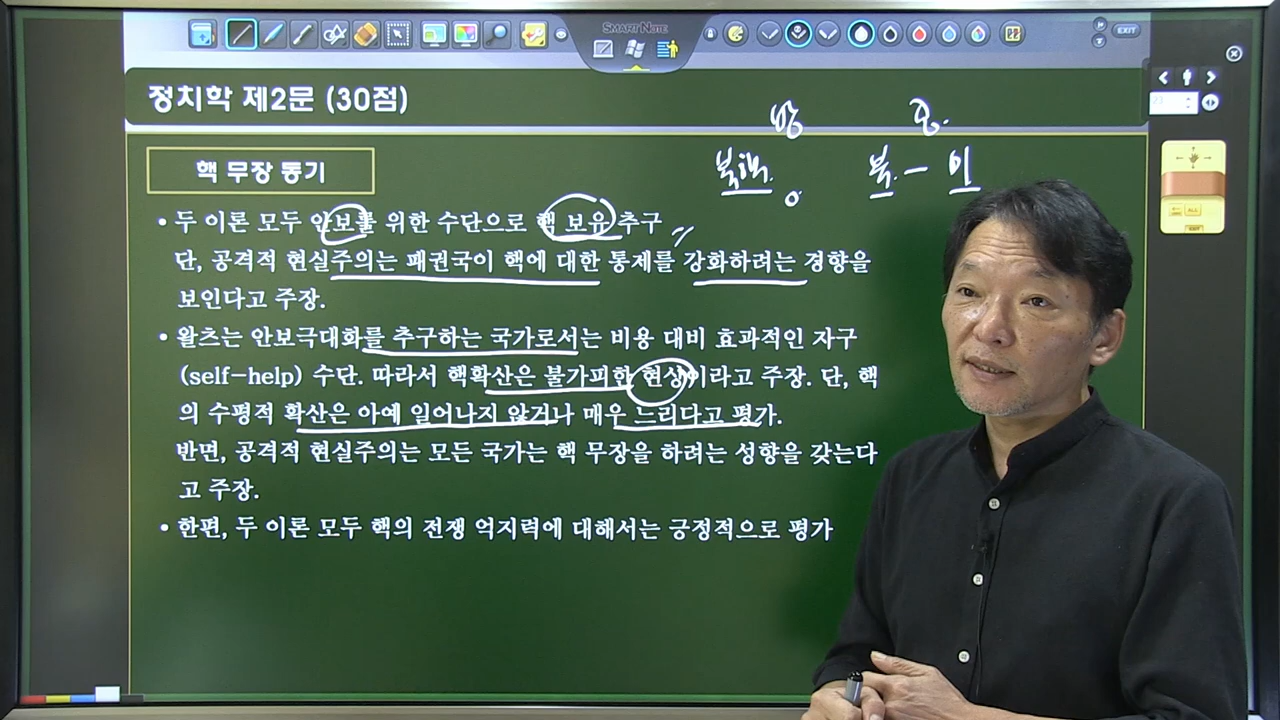 SMART NOTE
EXIT
정치학 제2문 (30점)
방 공
북핵 북 - 미
핵 무장 동기
• 두 이론 모두 안보를 위한 수단으로 핵 보유 추구
단, 공격적 현실주의는 패권국이 핵에 대한 통제를 강화하려는 경향을
보인다고 주장.
• 왈츠는 안보극대화를 추구하는 국가로서는 비용 대비 효과적인 자구
(self-help) 수단. 따라서 핵확산은 불가피한 현상이라고 주장. 단, 핵
의 수평적 확산은 아예 일어나지 않거나 매우 느리다고 평가.
반면, 공격적 현실주의는 모든 국가는 핵 무장을 하려는 성향을 갖는다
고 주장.
• 한편, 두 이론 모두 핵의 전쟁 억지력에 대해서는 긍정적으로 평가
ALL
EXIT